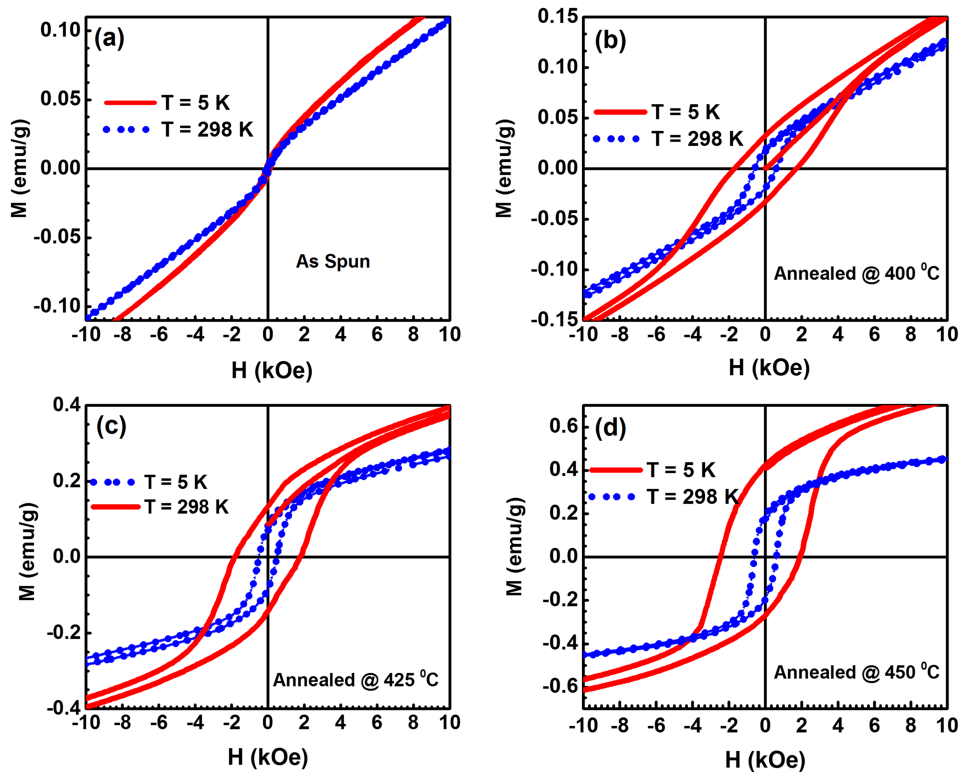 (a)
T = 5 K
T = 298 K
As Spun
M (emu/g)
0.10
0.05
0.00
-0.05
-0.10
-10 -8 -6 -4 -2 0 2 4 6 8 10
H (kOe)
(b)
T = 5 K
T = 298 K
Annealed @ 400 ⁰C
M (emu/g)
0.15
0.10
0.05
0.00
-0.05
-0.10
-0.15
-10 -8 -6 -4 -2 0 2 4 6 8 10
H (kOe)
(c)
T = 5 K
T = 298 K
Annealed @ 425 ⁰C
M (emu/g)
0.4
0.2
0.0
-0.2
-0.4
-10 -8 -6 -4 -2 0 2 4 6 8 10
H (kOe)
(d)
T = 5 K
T = 298 K
Annealed @ 450 ⁰C
M (emu/g)
0.6
0.4
0.2
0.0
-0.2
-0.4
-0.6
-10 -8 -6 -4 -2 0 2 4 6 8 10
H (kOe)